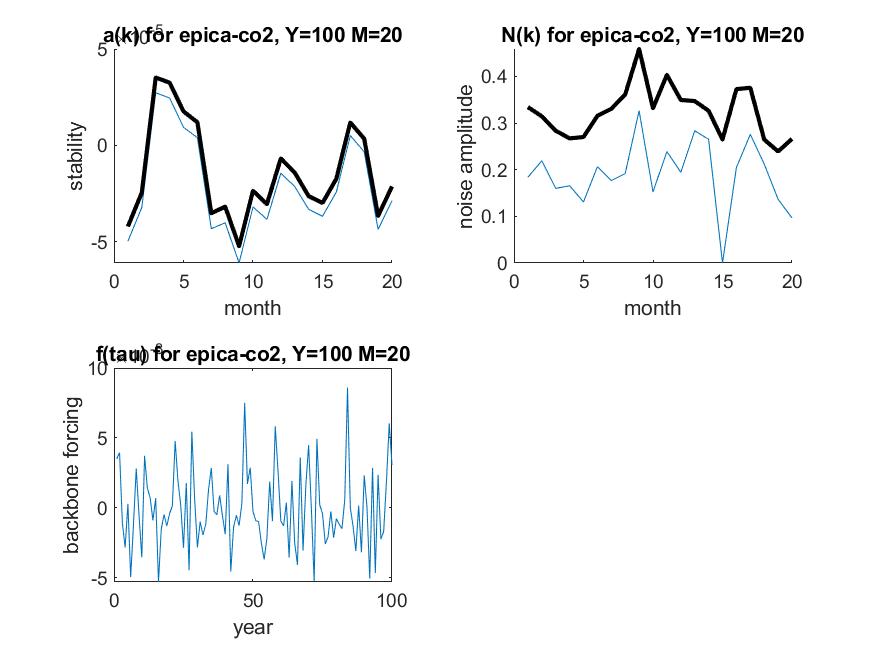 a(k) for epica-co2, Y=100 M=20
5
0
-5
stability
0
5
10
15
20
month
N(k) for epica-co2, Y=100 M=20
0.4
0.3
0.2
0.1
0
noise amplitude
0
5
10
15
20
month
f(tau) for epica-co2, Y=100 M=20
10
5
0
-5
backbone forcing
0
50
100
year